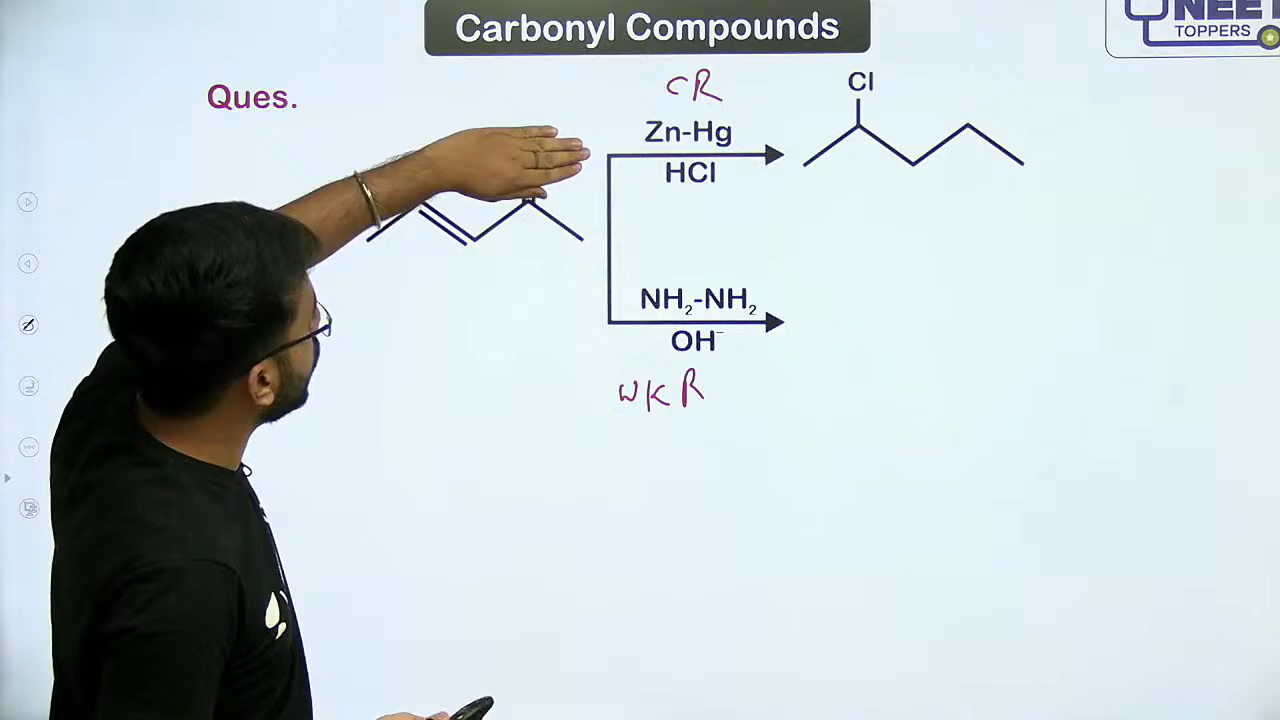 Carbonyl Compounds
NEET
TOPPERS
Ques.
CR
Zn-Hg
HCl
Cl
NH₂-NH₂
OH⁻
WKR